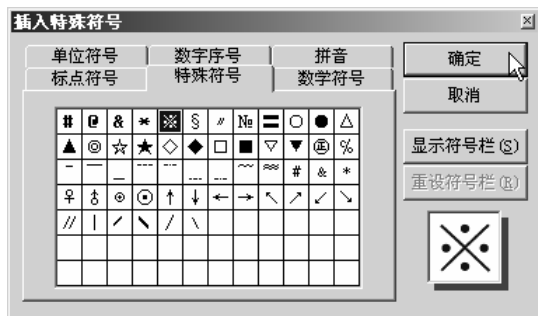 插入特殊符号
单位符号 数字序号 拼音
标点符号 特殊符号 数学符号
确定
取消
显示符号栏(S)
重设符号栏(R)
# @ & * ※ § 〃 № 〓 ○ ● △
▲ ◎ ☆ ★ ◇ ◆ □ ■ ▽ ▼ ㊣ ℅
ˉ ￣ ＿ ﹍ ﹊ ﹎ ﹋ ﹌ ﹟ ﹠ ﹡
♀ ♂ ⊕ ⊙ ↑ ↓ ← → ↖ ↗ ↙ ↘
∥ ∣ ／ ＼ ∕ ﹨
※